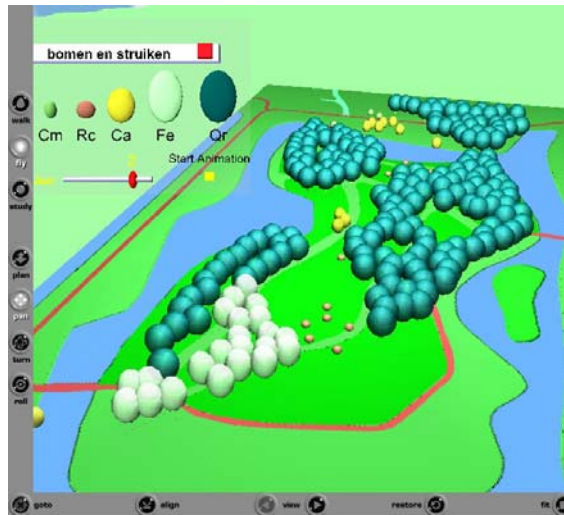 bomen en struiken
Cm Rc Ca Fe Qr
Start Animation
walk
fly
study
plan
pan
turn
roll
goto
align
view
restore
fit